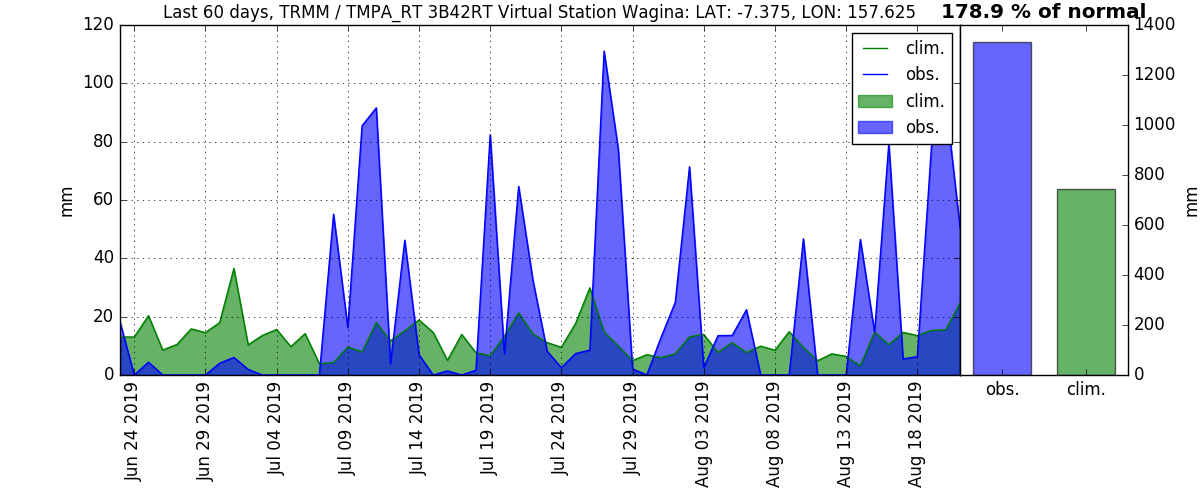 Last 60 days, TRMM / TMPA_RT 3B42RT Virtual Station Wagina: LAT: -7.375, LON: 157.625
178.9 % of normal
120
100
80
60
40
20
0
mm
clim.
obs.
clim.
obs.
Jun 24 2019
Jun 29 2019
Jul 04 2019
Jul 09 2019
Jul 14 2019
Jul 19 2019
Jul 24 2019
Jul 29 2019
Aug 03 2019
Aug 08 2019
Aug 13 2019
Aug 18 2019
1400
1200
1000
800
600
400
200
0
mm
obs.
clim.